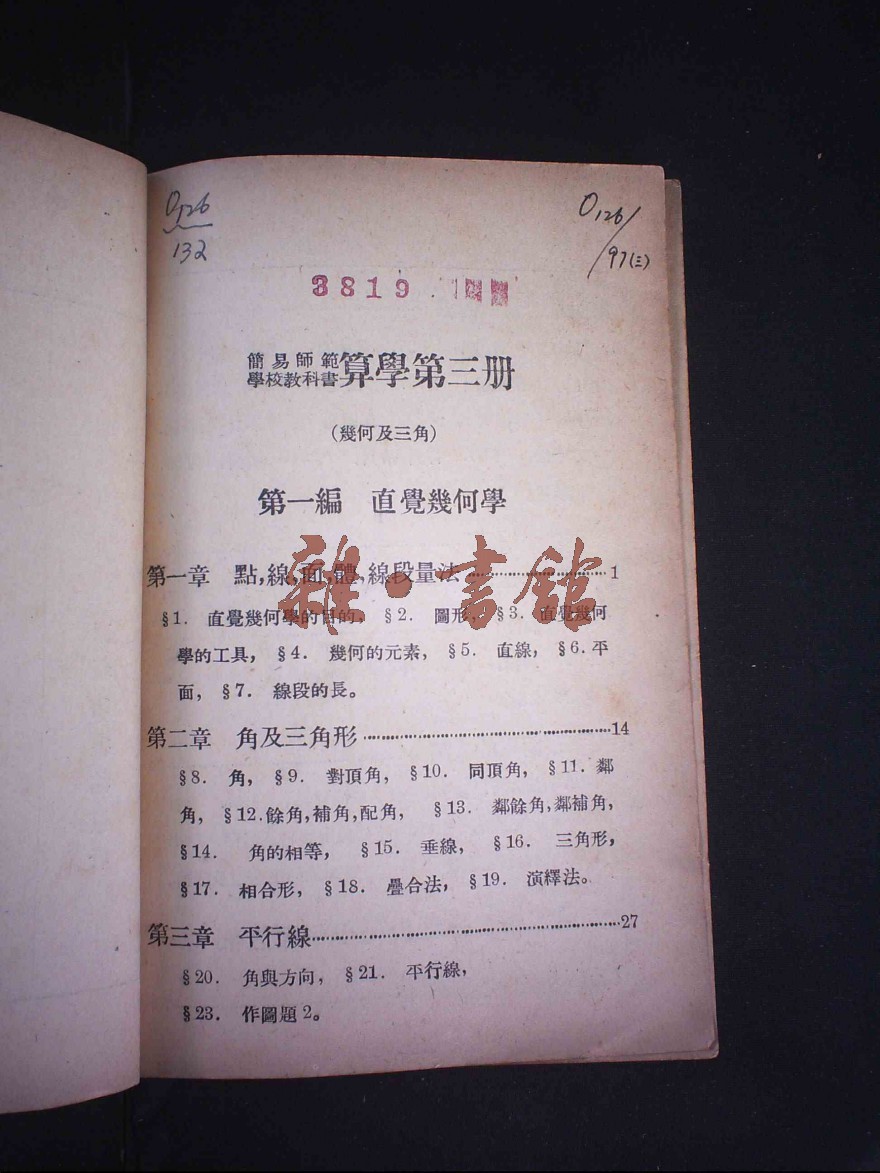 O126
132
O126/
97(三)
3819
簡易師範
學校教科書算學第三册
(幾何及三角)
第一編 直覺幾何學
第一章 點,線,面,體,線段量法……………1
§1. 直覺幾何學的目的, §2. 圖形, §3. 直覺幾何
學的工具, §4. 幾何的元素, §5. 直線, §6.平
面, §7. 線段的長。
第二章 角及三角形……………14
§8. 角, §9. 對頂角, §10. 同頂角, §11. 鄰
角, §12.餘角,補角,配角, §13. 鄰餘角,鄰補角,
§14. 角的相等, §15. 垂線, §16. 三角形,
§17. 相合形, §18. 疊合法, §19. 演繹法。
第三章 平行線……………27
§20. 角與方向, §21. 平行線,
§23. 作圖題2。
雜·書館